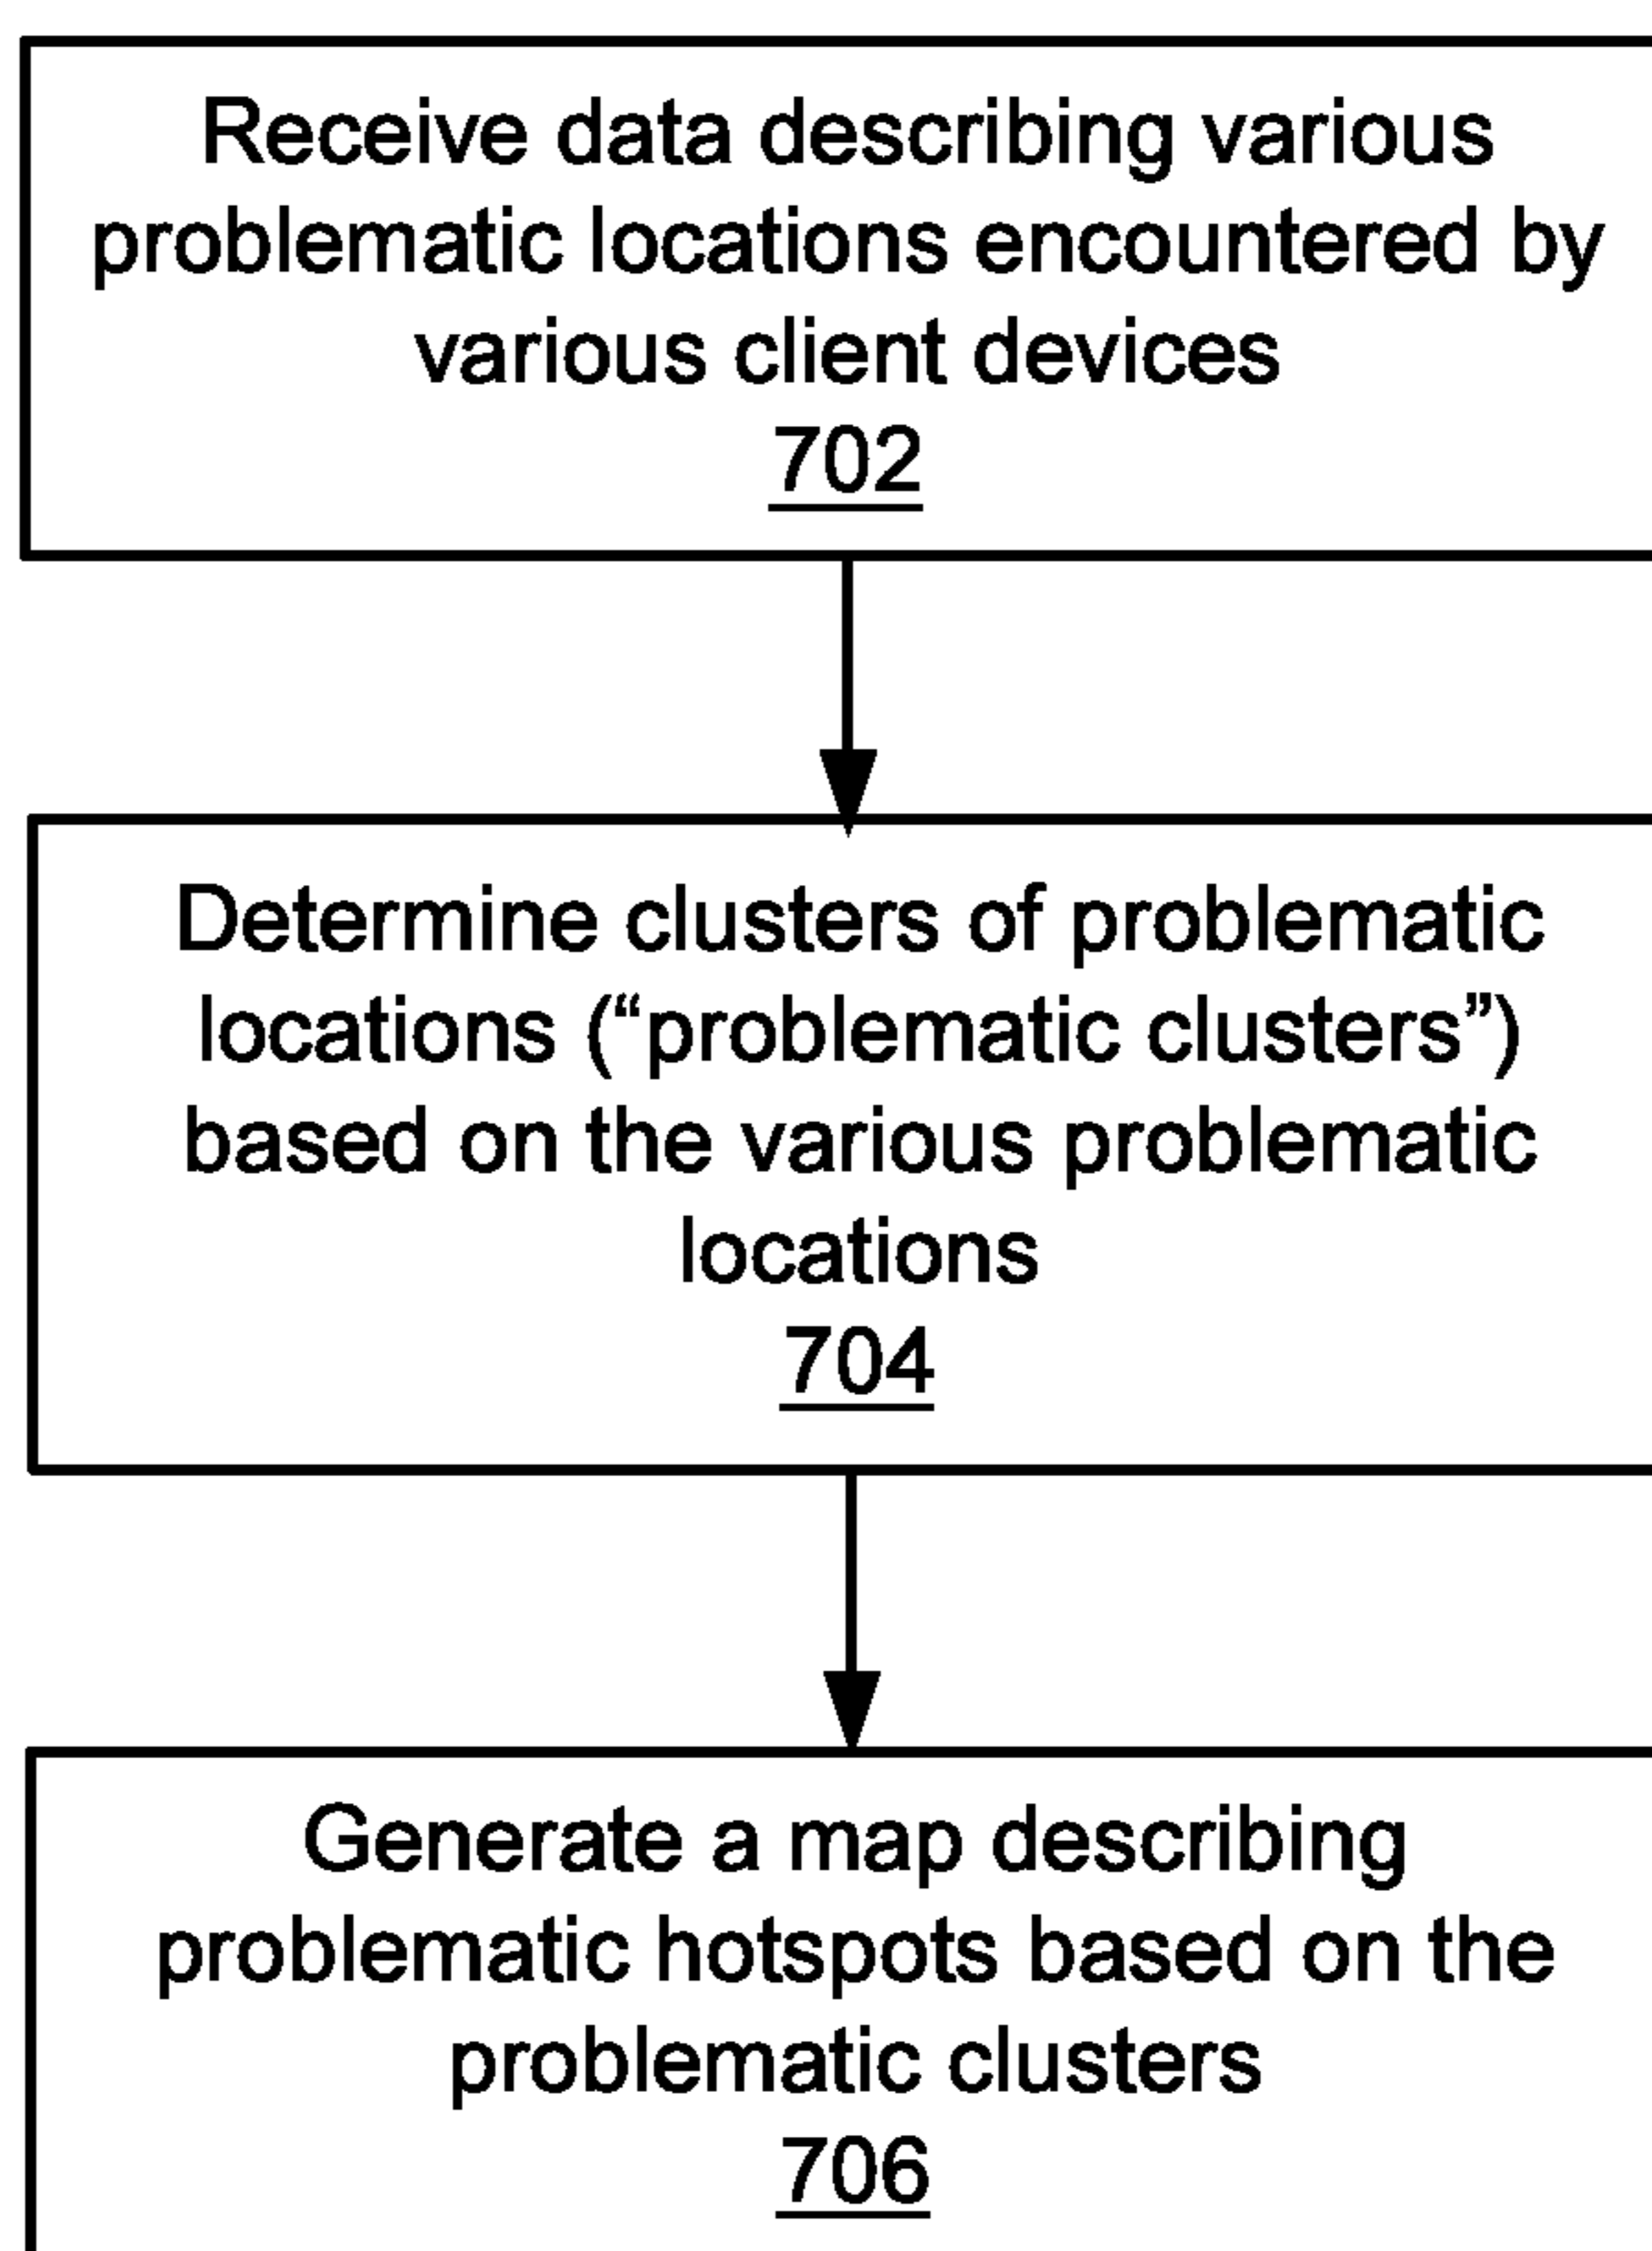 Receive data describing various
problematic locations encountered by
various client devices
702
Determine clusters of problematic
locations (“problematic clusters”)
based on the various problematic
locations
704
Generate a map describing
problematic hotspots based on the
problematic clusters
706